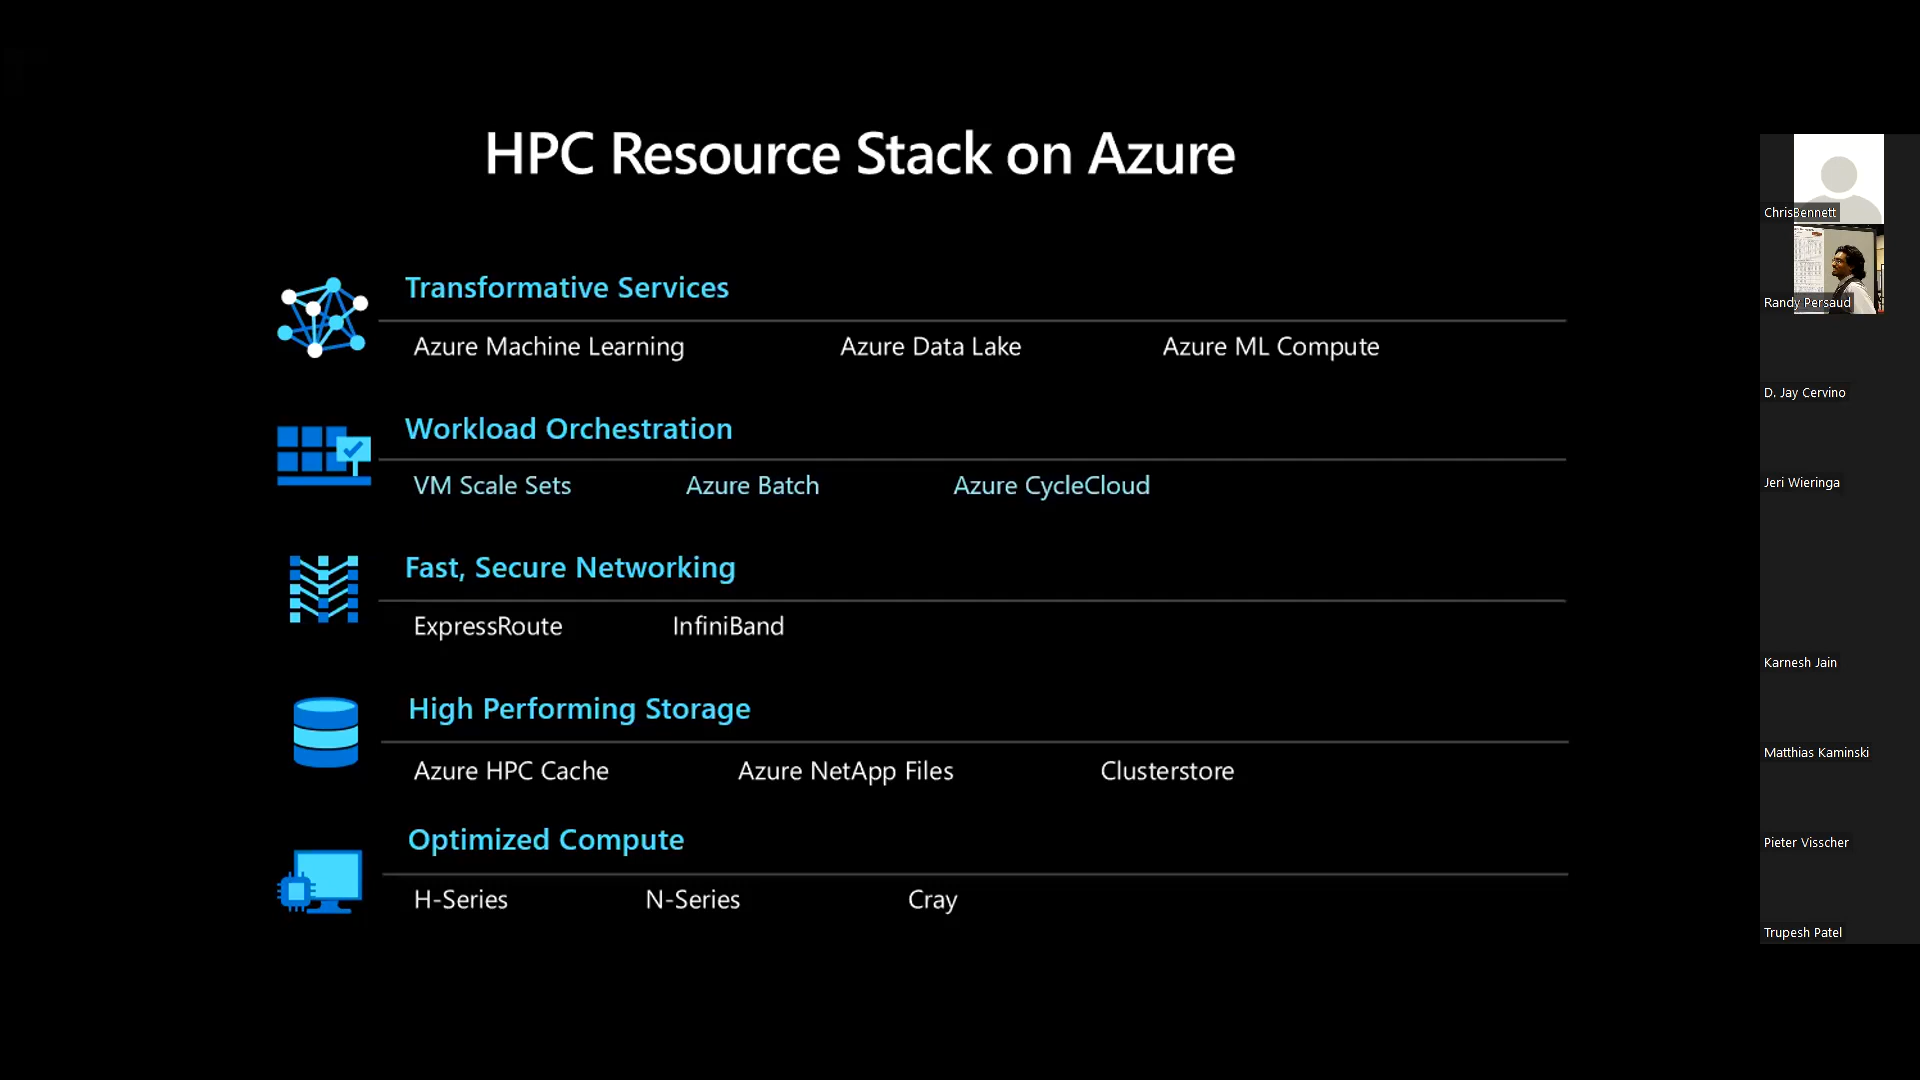 HPC Resource Stack on Azure
Transformative Services
Azure Machine Learning Azure Data Lake Azure ML Compute
Workload Orchestration
VM Scale Sets Azure Batch Azure CycleCloud
Fast, Secure Networking
ExpressRoute InfiniBand
High Performing Storage
Azure HPC Cache Azure NetApp Files Clusterstore
Optimized Compute
H-Series N-Series Cray
ChrisBennett
Randy Persaud
D. Jay Cervino
Jeri Wieringa
Karnesh Jain
Matthias Kaminski
Pieter Visscher
Trupesh Patel